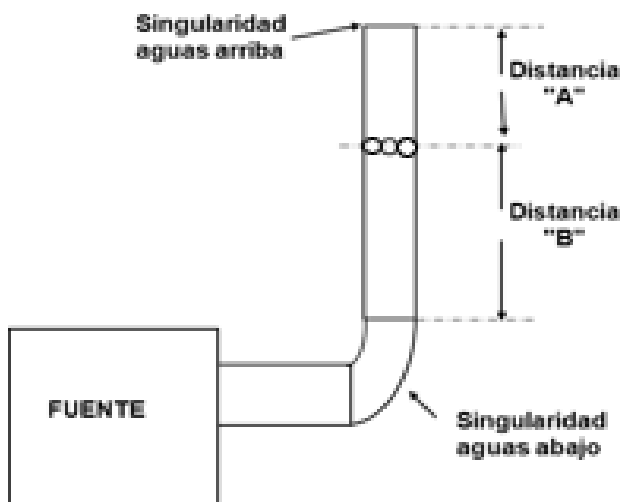 Singularidad
aguas arriba
Distancia
"A"
Distancia
"B"
FUENTE
Singularidad
aguas abajo